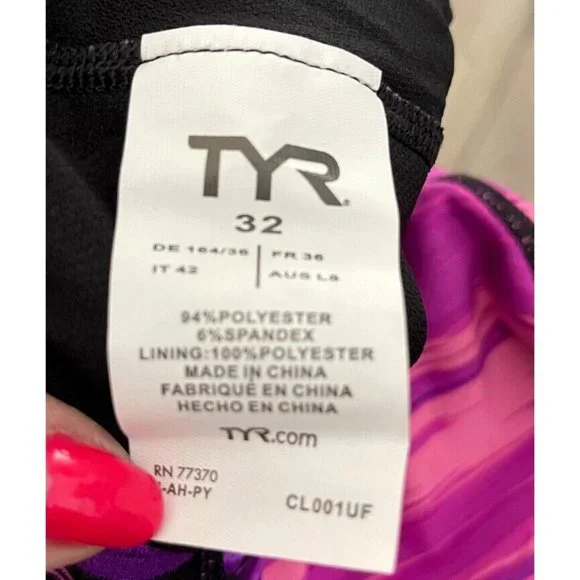 TYR®
32
DE 164/36 | FR 36
IT 42 | AUS L8
94%POLYESTER
6%SPANDEX
LINING:100%POLYESTER
MADE IN CHINA
FABRIQUÉ EN CHINA
HECHO EN CHINA
TYR.com
RN 77370
-AH-PY
CL001UF